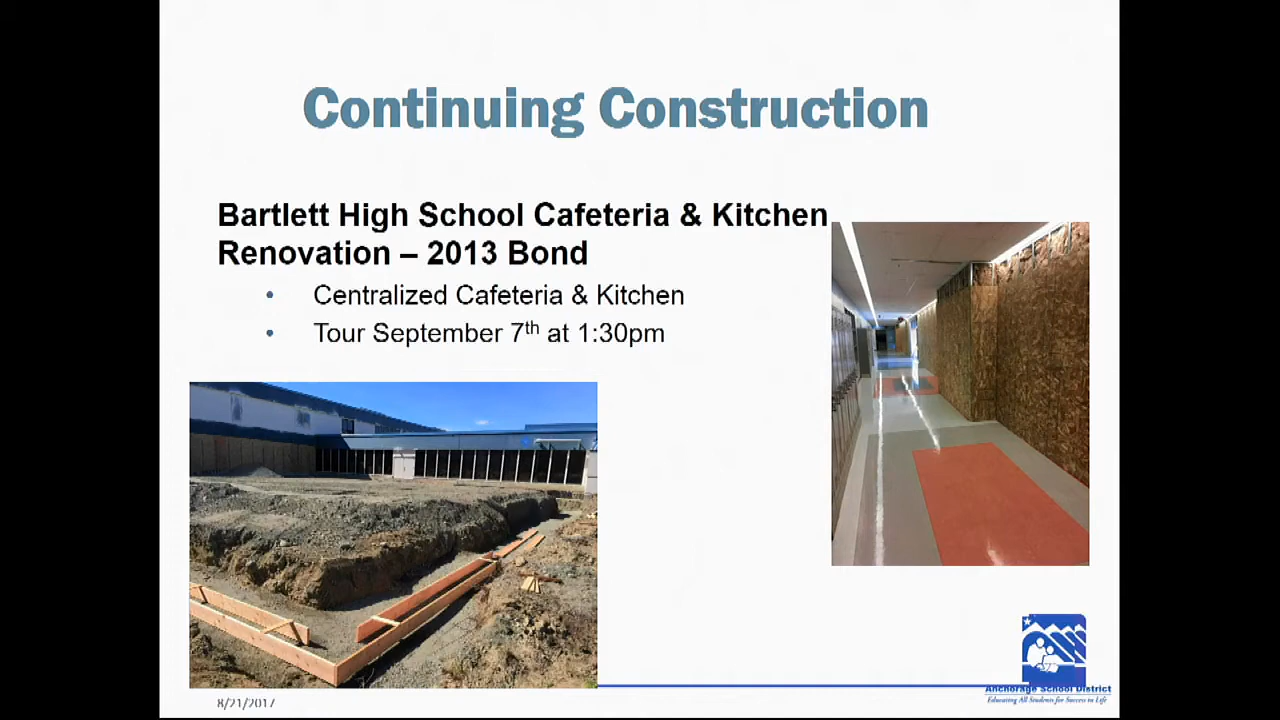 Continuing Construction
Bartlett High School Cafeteria & Kitchen
Renovation – 2013 Bond
• Centralized Cafeteria & Kitchen
• Tour September 7th at 1:30pm
8/21/2017
Anchorage School District
Educating All Students for Success in Life